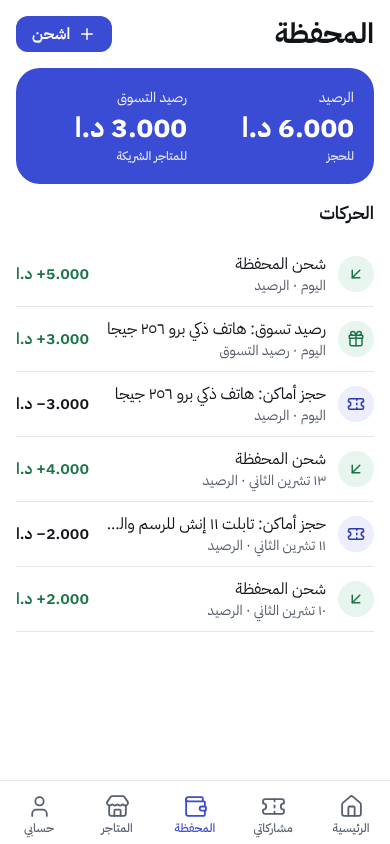 المحفظة
اشحن
الرصيد
6.000 د.ا
للحجز
رصيد التسوق
3.000 د.ا
للمتاجر الشريكة
الحركات
شحن المحفظة
اليوم · الرصيد
+5.000 د.ا
رصيد تسوق: هاتف ذكي برو ٢٥٦ جيجا
اليوم · رصيد التسوق
+3.000 د.ا
حجز أماكن: هاتف ذكي برو ٢٥٦ جيجا
اليوم · الرصيد
−3.000 د.ا
شحن المحفظة
١٣ تشرين الثاني · الرصيد
+4.000 د.ا
حجز أماكن: تابلت ١١ إنش للرسم والـ...
١١ تشرين الثاني · الرصيد
−2.000 د.ا
شحن المحفظة
١٠ تشرين الثاني · الرصيد
+2.000 د.ا
الرئيسية
مشاركاتي
المحفظة
المتاجر
حسابي